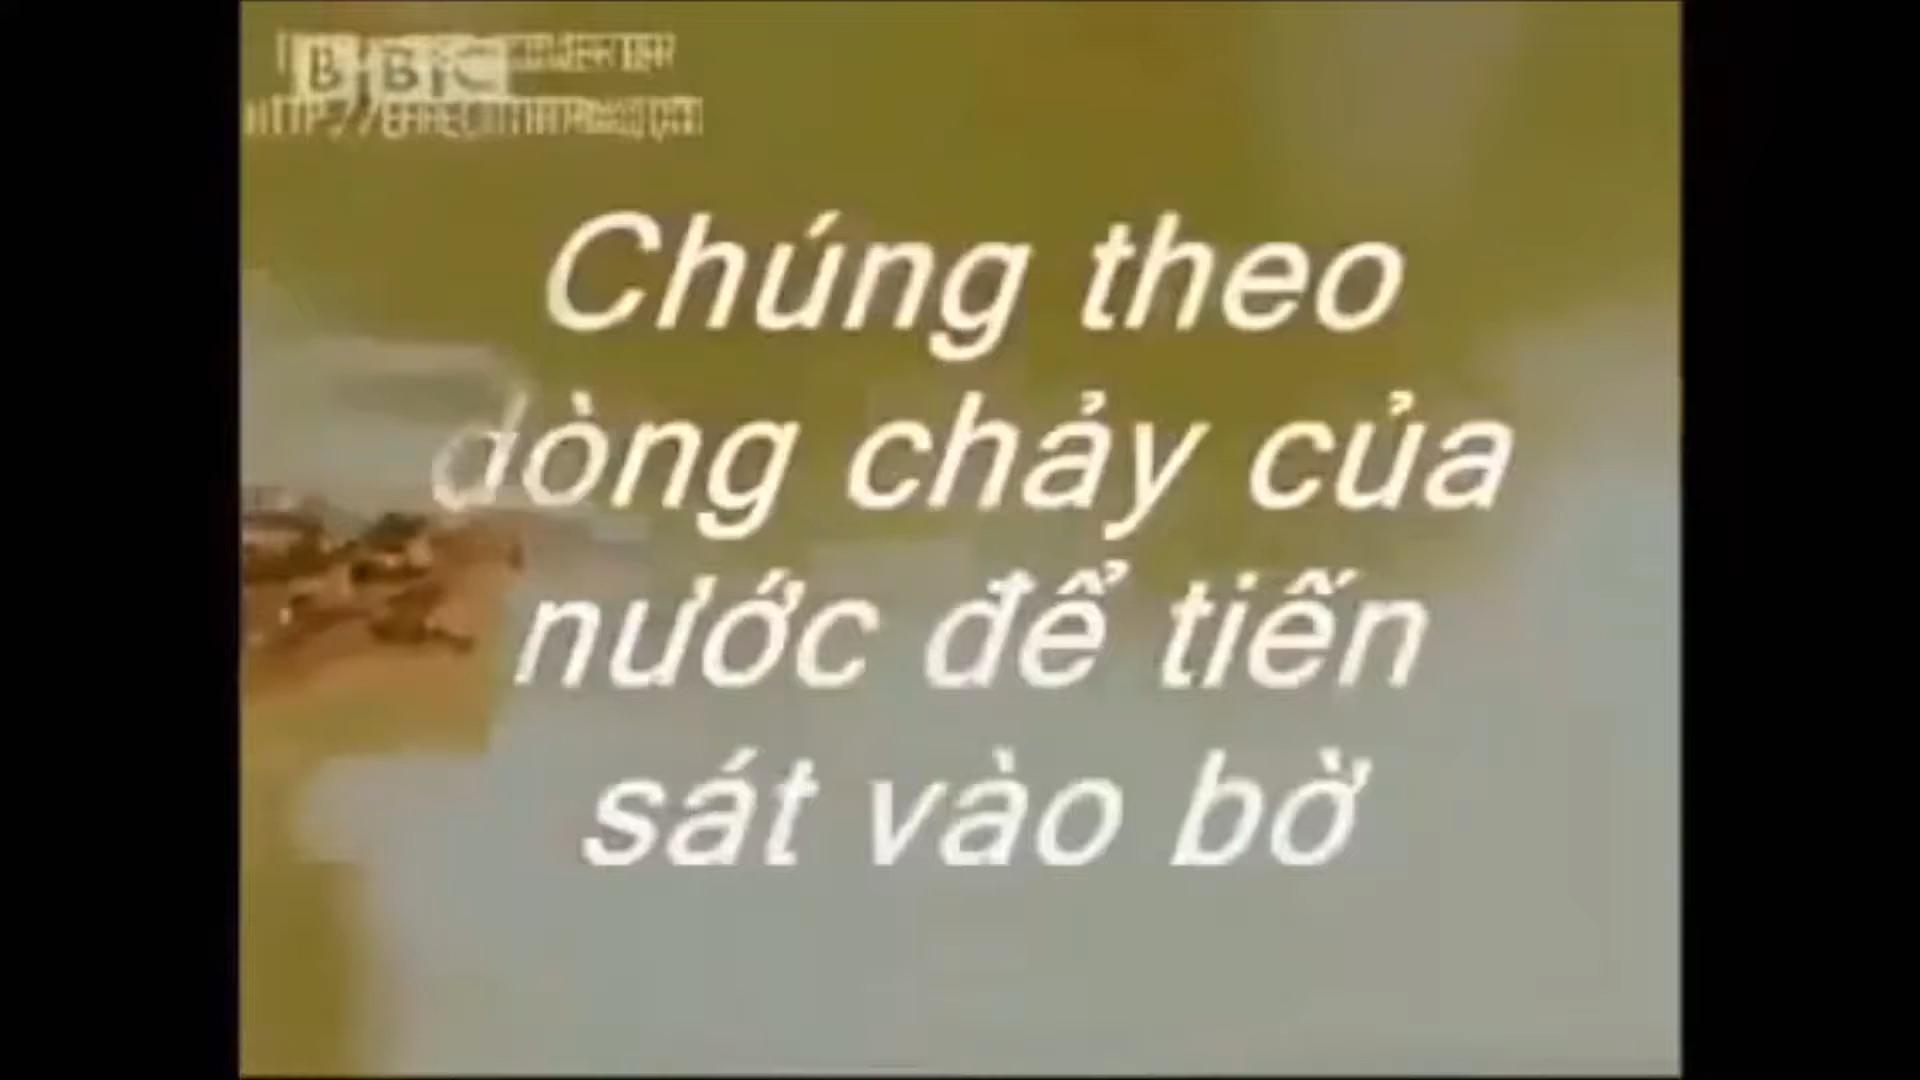 BBC
Chúng theo
dòng chảy của
nước để tiến
sát vào bờ